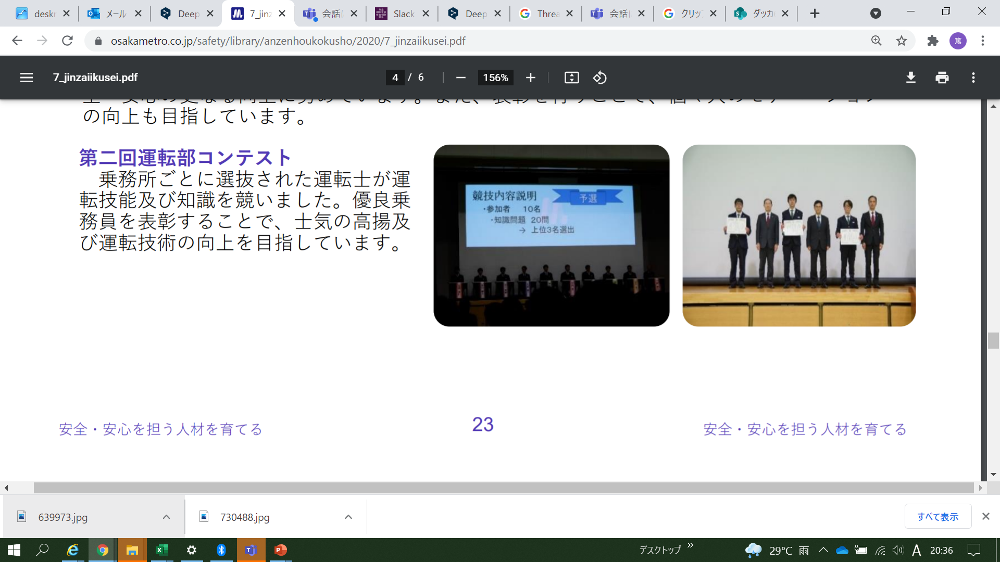 deskn
メール
Deep
7_jinz
会話
Slack
Deep
Threa
会話
クリッ
ダッカ
osakametro.co.jp/safety/library/anzenhoukokusho/2020/7_jinzaiikusei.pdf
篤
7_jinzaiikusei.pdf
4 / 6
156%
の向上も目指しています。
第二回運転部コンテスト
乗務所ごとに選抜された運転士が運
転技能及び知識を競いました。優良乗
務員を表彰することで、士気の高揚及
び運転技術の向上を目指しています。
競技内容説明
予選
・参加者 10名
・知識問題 20問
→ 上位3名選出
安全・安心を担う人材を育てる
23
安全・安心を担う人材を育てる
639973.jpg
730488.jpg
すべて表示
デスクトップ
29°C 雨
A
20:36